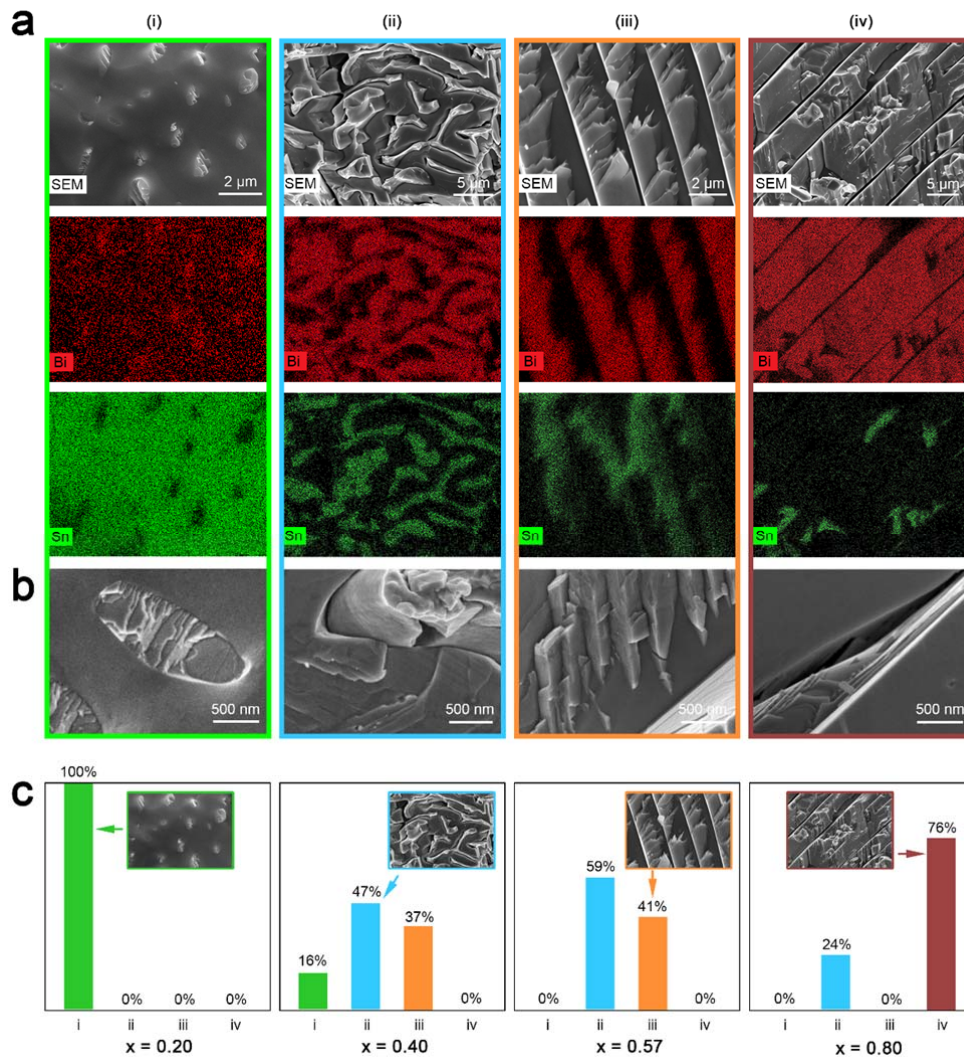 a
(i) (ii) (iii) (iv)
SEM 2 µm SEM 5 µm SEM 2 µm SEM 5 µm
Bi Bi Bi Bi
Sn Sn Sn Sn
b
500 nm 500 nm 500 nm 500 nm
c
100% 0% 0% 0%
i ii iii iv
x = 0.20
16% 47% 37% 0%
i ii iii iv
x = 0.40
0% 59% 41% 0%
i ii iii iv
x = 0.57
0% 24% 0% 76%
i ii iii iv
x = 0.80